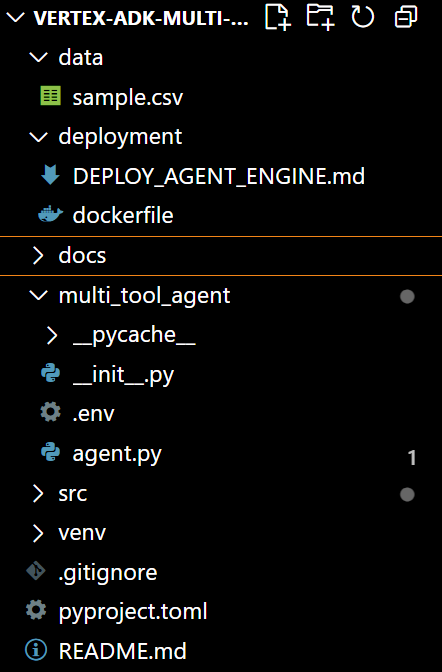 VERTEX-ADK-MULTI-...
data
sample.csv
deployment
DEPLOY_AGENT_ENGINE.md
dockerfile
docs
multi_tool_agent
__pycache__
__init__.py
.env
agent.py 1
src
venv
.gitignore
pyproject.toml
README.md